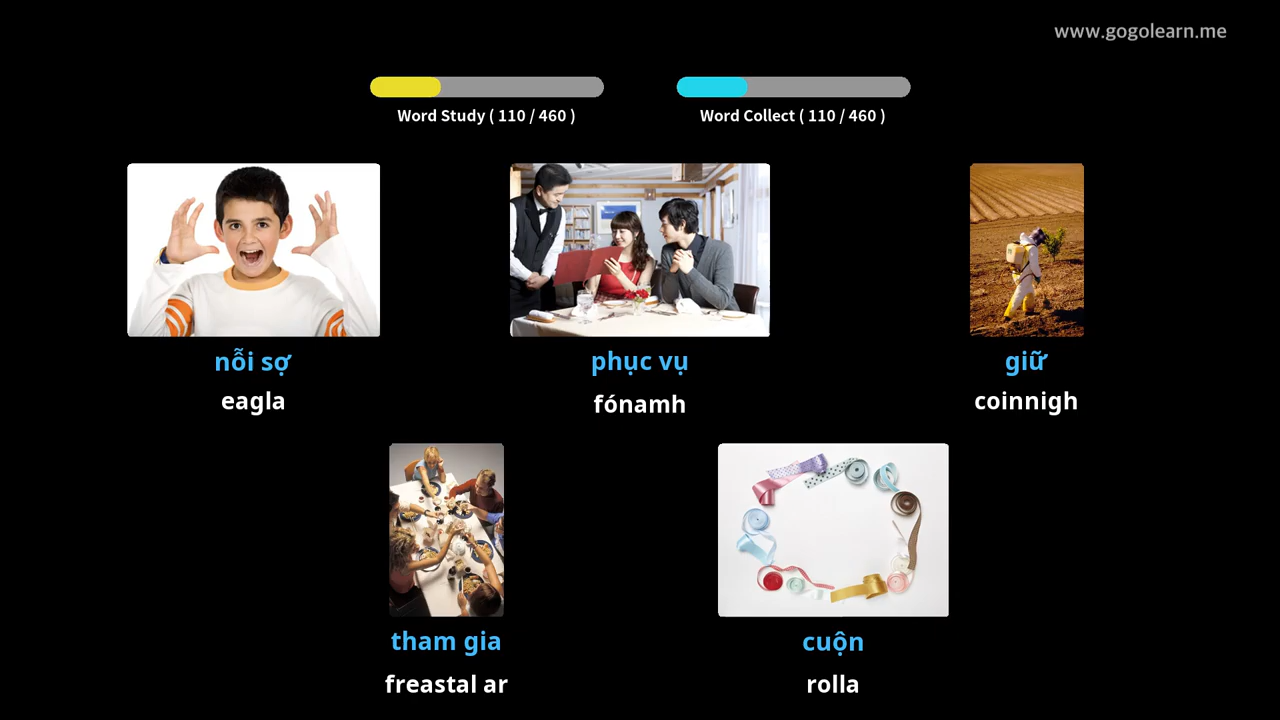 www.gogolearn.me
Word Study ( 110 / 460 )
Word Collect ( 110 / 460 )
nỗi sợ
eagla
phục vụ
fónamh
giữ
coinnigh
tham gia
freastal ar
cuộn
rolla